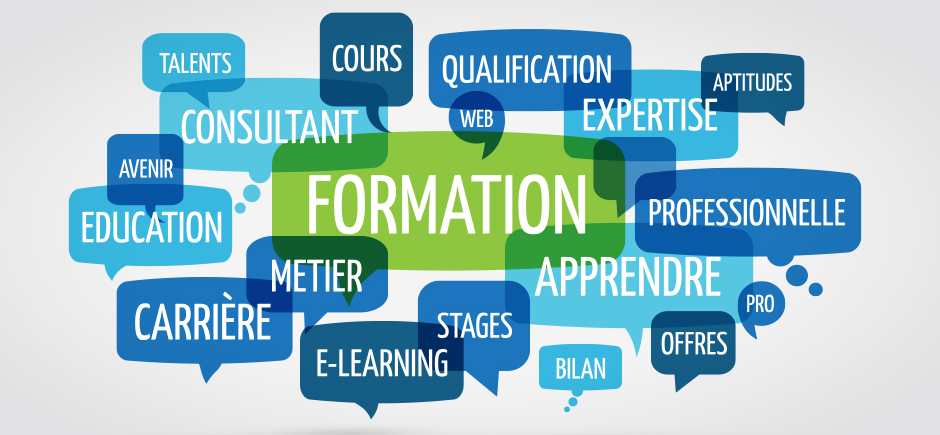 TALENTS
COURS
QUALIFICATION
APTITUDES
CONSULTANT
WEB
EXPERTISE
AVENIR
FORMATION
EDUCATION
PROFESSIONNELLE
METIER
APPRENDRE
CARRIÈRE
STAGES
PRO
E-LEARNING
BILAN
OFFRES